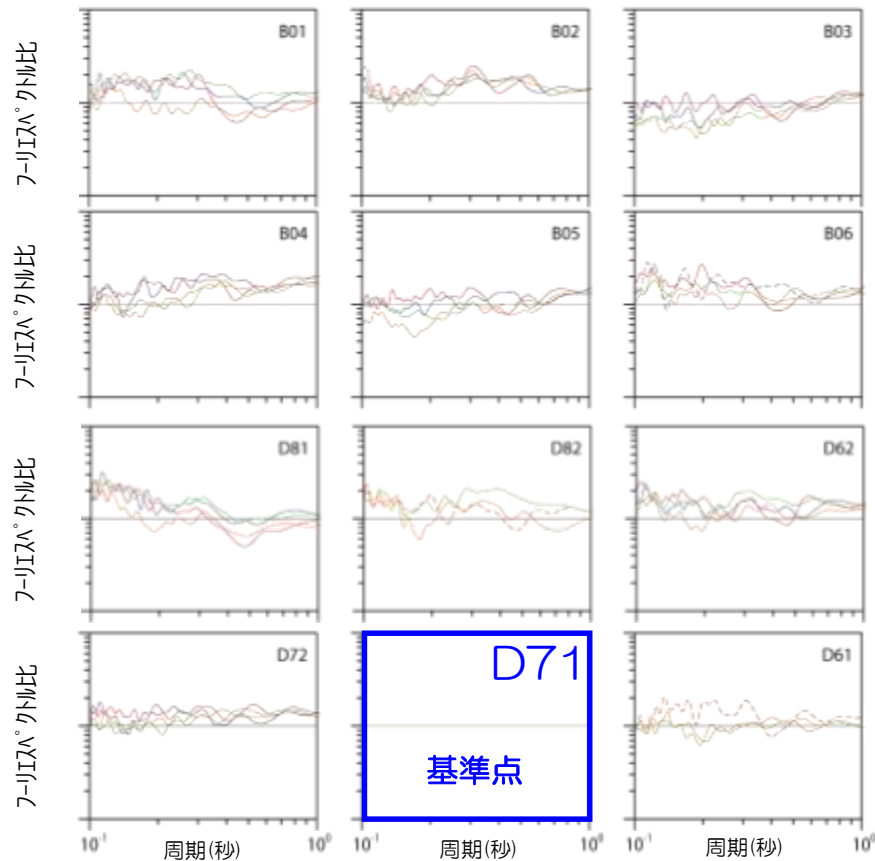 フーリエスペクトル比
B01
B02
B03
フーリエスペクトル比
B04
B05
B06
フーリエスペクトル比
D81
D82
D62
フーリエスペクトル比
D72
D71
基準点
D61
10⁻¹ 周期(秒) 10⁰
10⁻¹ 周期(秒) 10⁰
10⁻¹ 周期(秒) 10⁰